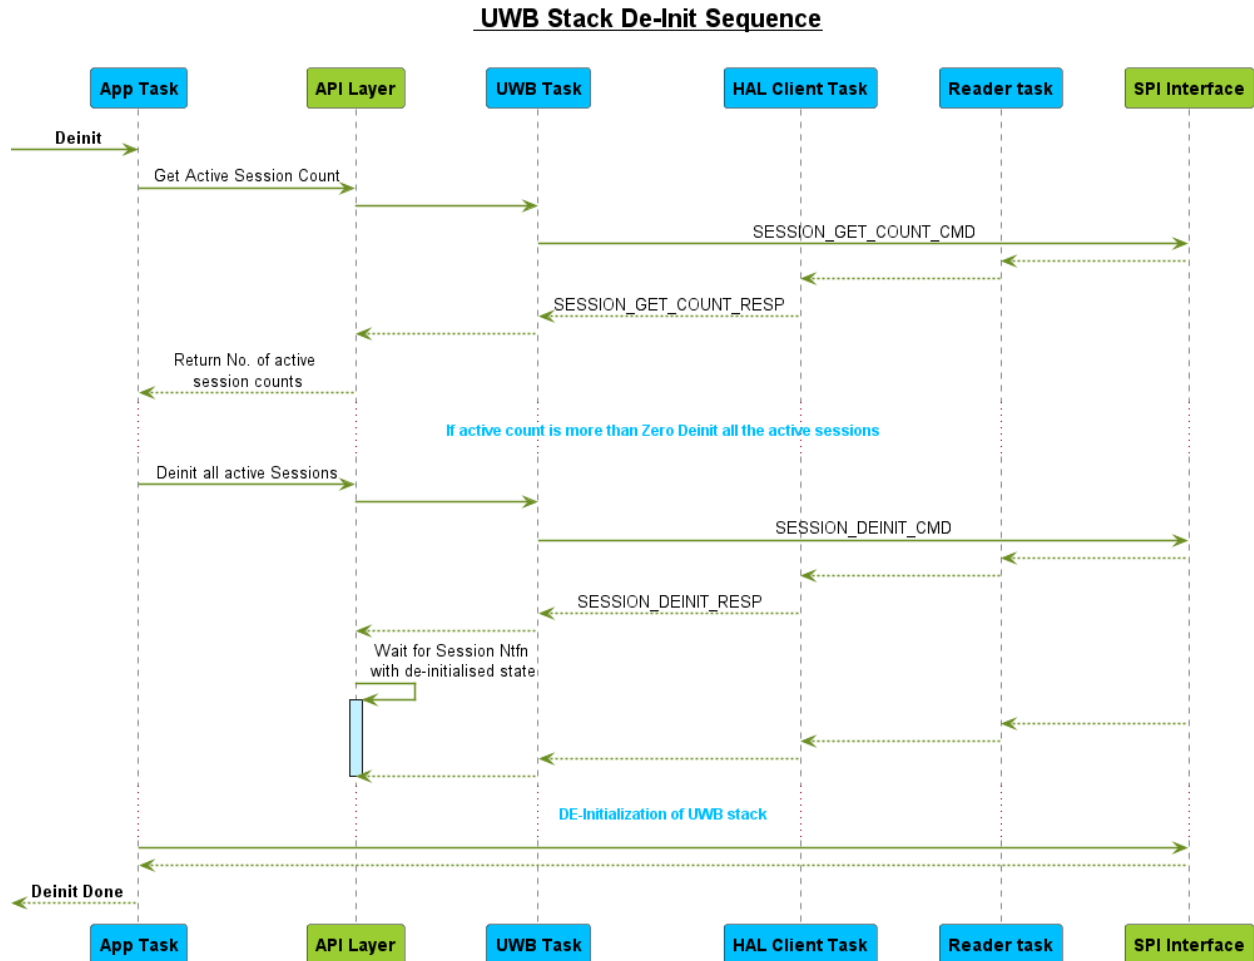 UWB Stack De-Init Sequence
App Task
API Layer
UWB Task
HAL Client Task
Reader task
SPI Interface
Deinit
Get Active Session Count
SESSION_GET_COUNT_CMD
SESSION_GET_COUNT_RESP
Return No. of active
session counts
If active count is more than Zero Deinit all the active sessions
Deinit all active Sessions
SESSION_DEINIT_CMD
SESSION_DEINIT_RESP
Wait for Session Ntfn
with de-initialised state
DE-Initialization of UWB stack
Deinit Done
App Task
API Layer
UWB Task
HAL Client Task
Reader task
SPI Interface